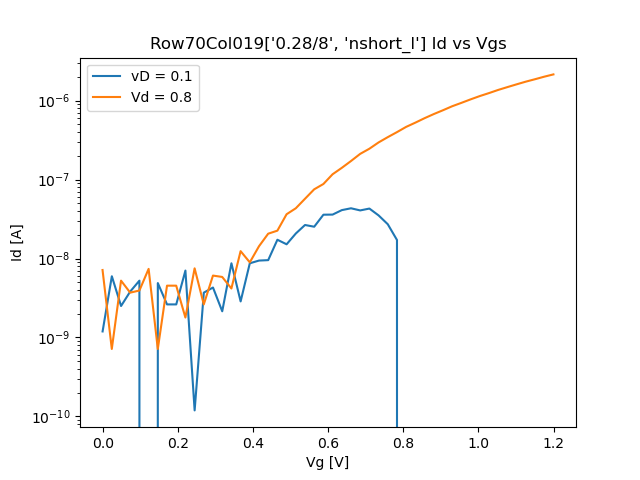 Row70Col019['0.28/8', 'nshort_l'] Id vs Vgs
vD = 0.1
Vd = 0.8
Id [A]
10⁻⁶
10⁻⁷
10⁻⁸
10⁻⁹
10⁻¹⁰
0.0 0.2 0.4 0.6 0.8 1.0 1.2
Vg [V]